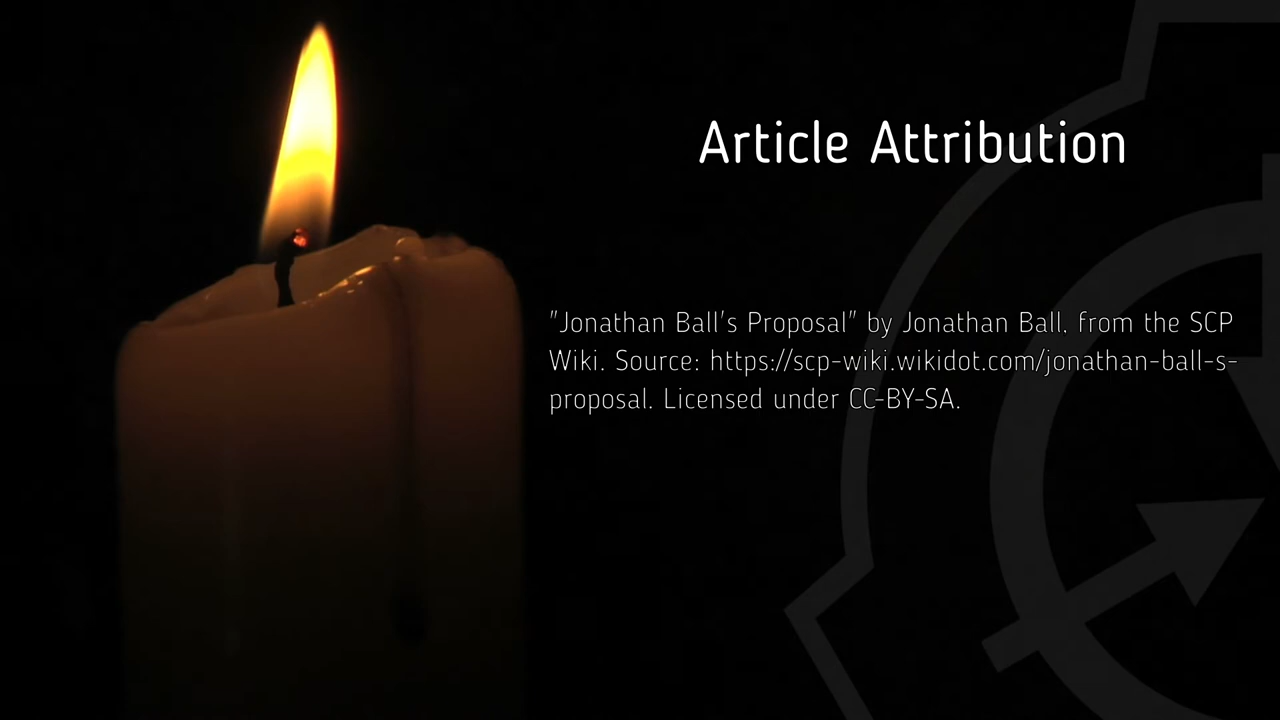 Article Attribution
"Jonathan Ball's Proposal" by Jonathan Ball, from the SCP
Wiki. Source: https://scp-wiki.wikidot.com/jonathan-ball-s-
proposal. Licensed under CC-BY-SA.